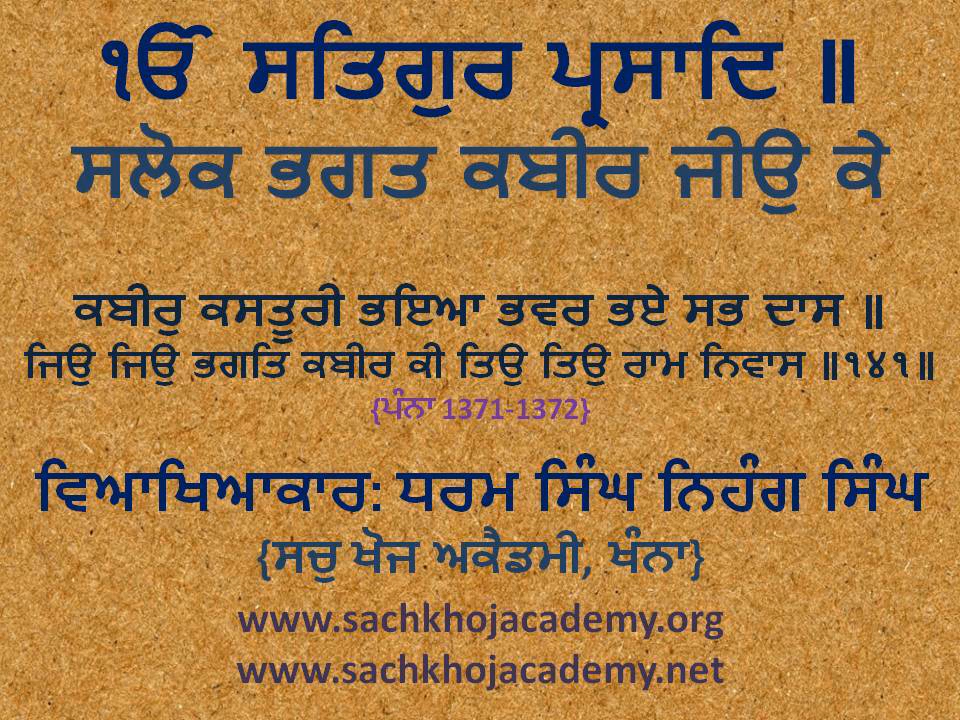 ੴ ਸਤਿਗੁਰ ਪ੍ਰਸਾਦਿ ॥
ਸਲੋਕ ਭਗਤ ਕਬੀਰ ਜੀਉ ਕੇ
ਕਬੀਰੁ ਕਸਤੂਰੀ ਭਇਆ ਭਵਰ ਭਏ ਸਭ ਦਾਸ ॥
ਜਿਉ ਜਿਉ ਭਗਤਿ ਕਬੀਰ ਕੀ ਤਿਉ ਤਿਉ ਰਾਮ ਨਿਵਾਸ ॥੧੪੧॥
{ਪੰਨਾ 1371-1372}
ਵਿਆਖਿਆਕਾਰ: ਧਰਮ ਸਿੰਘ ਨਿਹੰਗ ਸਿੰਘ
{ਸਚੁ ਖੋਜ ਅਕੈਡਮੀ, ਖੰਨਾ}
www.sachkhojacademy.org
www.sachkhojacademy.net